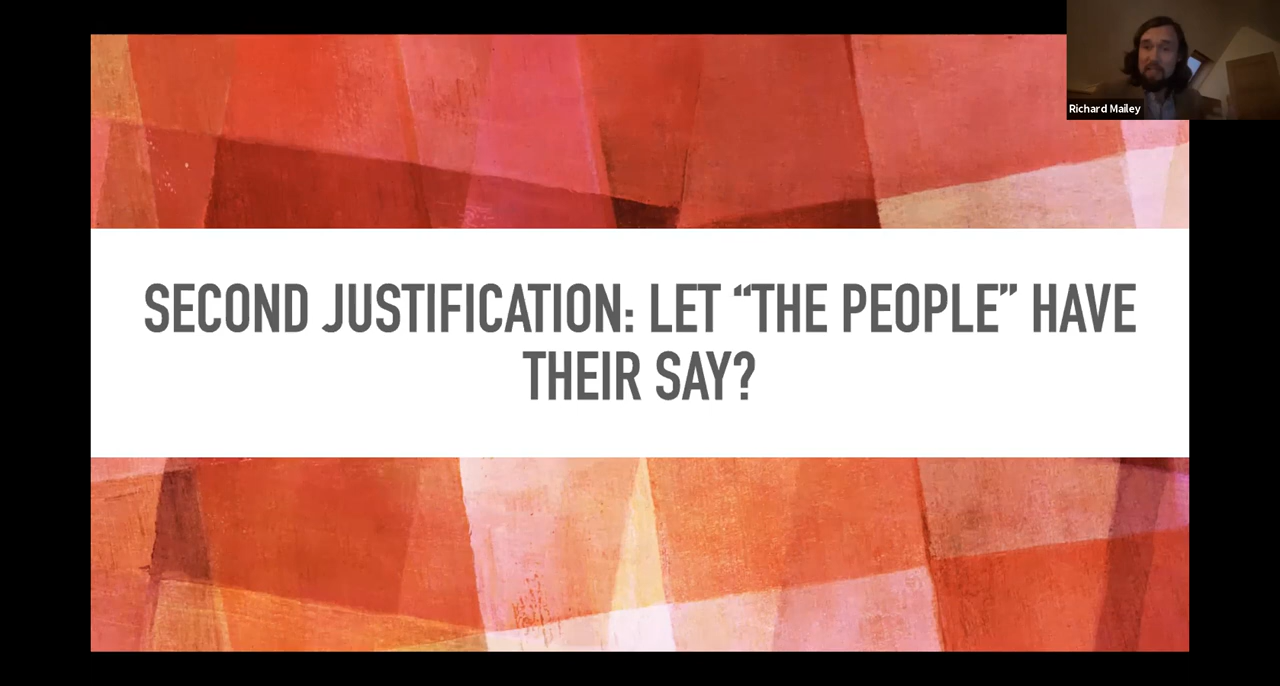 Richard Mailey
SECOND JUSTIFICATION: LET “THE PEOPLE” HAVE
THEIR SAY?